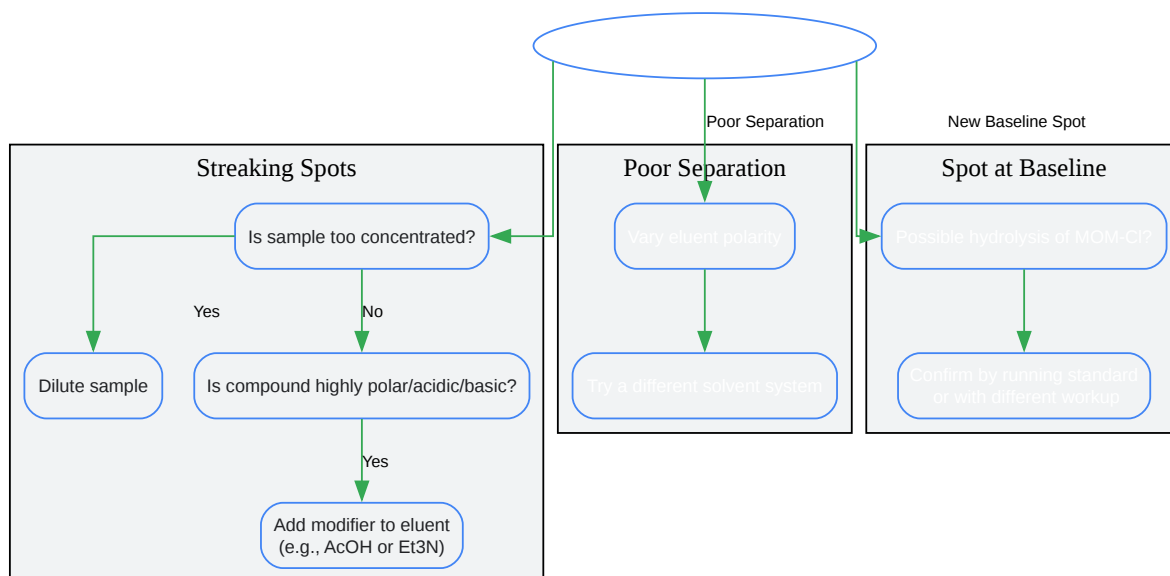 Poor Separation
New Baseline Spot
Streaking Spots
Poor Separation
Spot at Baseline
Is sample too concentrated?
Vary eluent polarity
Possible hydrolysis of MOM-Cl?
Yes
No
Dilute sample
Is compound highly polar/acidic/basic?
Try a different solvent system
Confirm by running standard
or with different workup
Yes
Add modifier to eluent
(e.g., AcOH or Et3N)